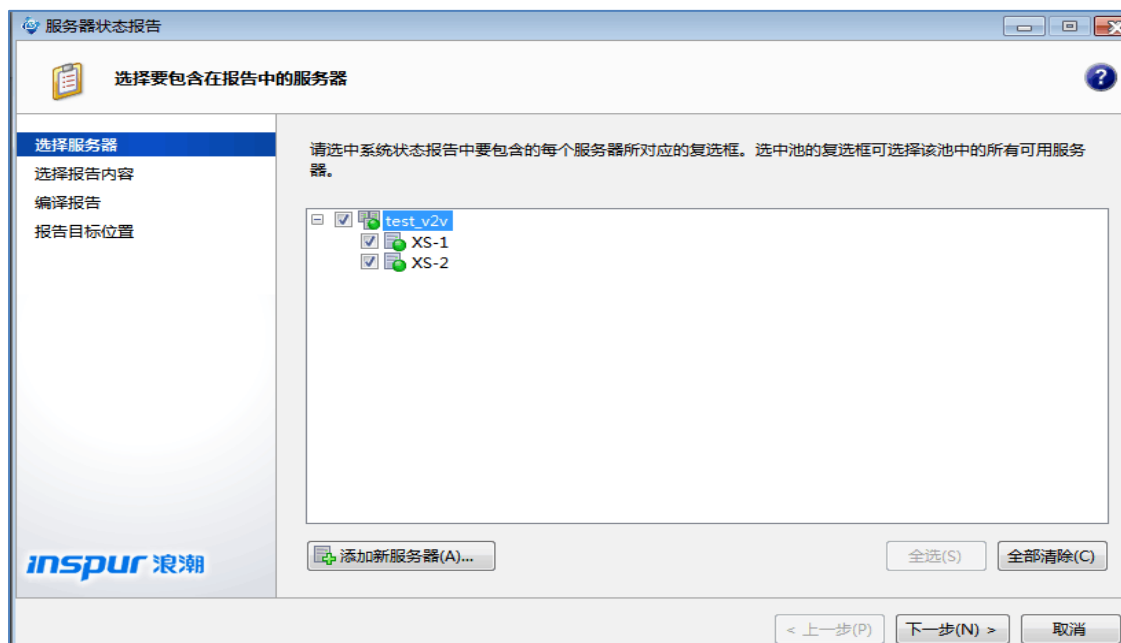 服务器状态报告
选择要包含在报告中的服务器
?
选择服务器
选择报告内容
编译报告
报告目标位置
请选中系统状态报告中要包含的每个服务器所对应的复选框。选中池的复选框可选择该池中的所有可用服务
器。
test_v2v
XS-1
XS-2
inspur 浪潮
添加新服务器(A)...
全选(S)
全部清除(C)
< 上一步(P)
下一步(N) >
取消